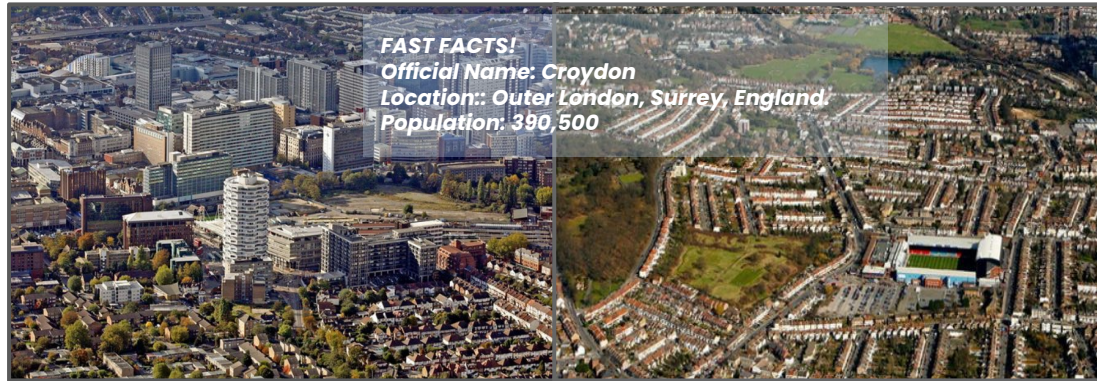 FAST FACTS!
Official Name: Croydon
Location:: Outer London, Surrey, England.
Population: 390,500